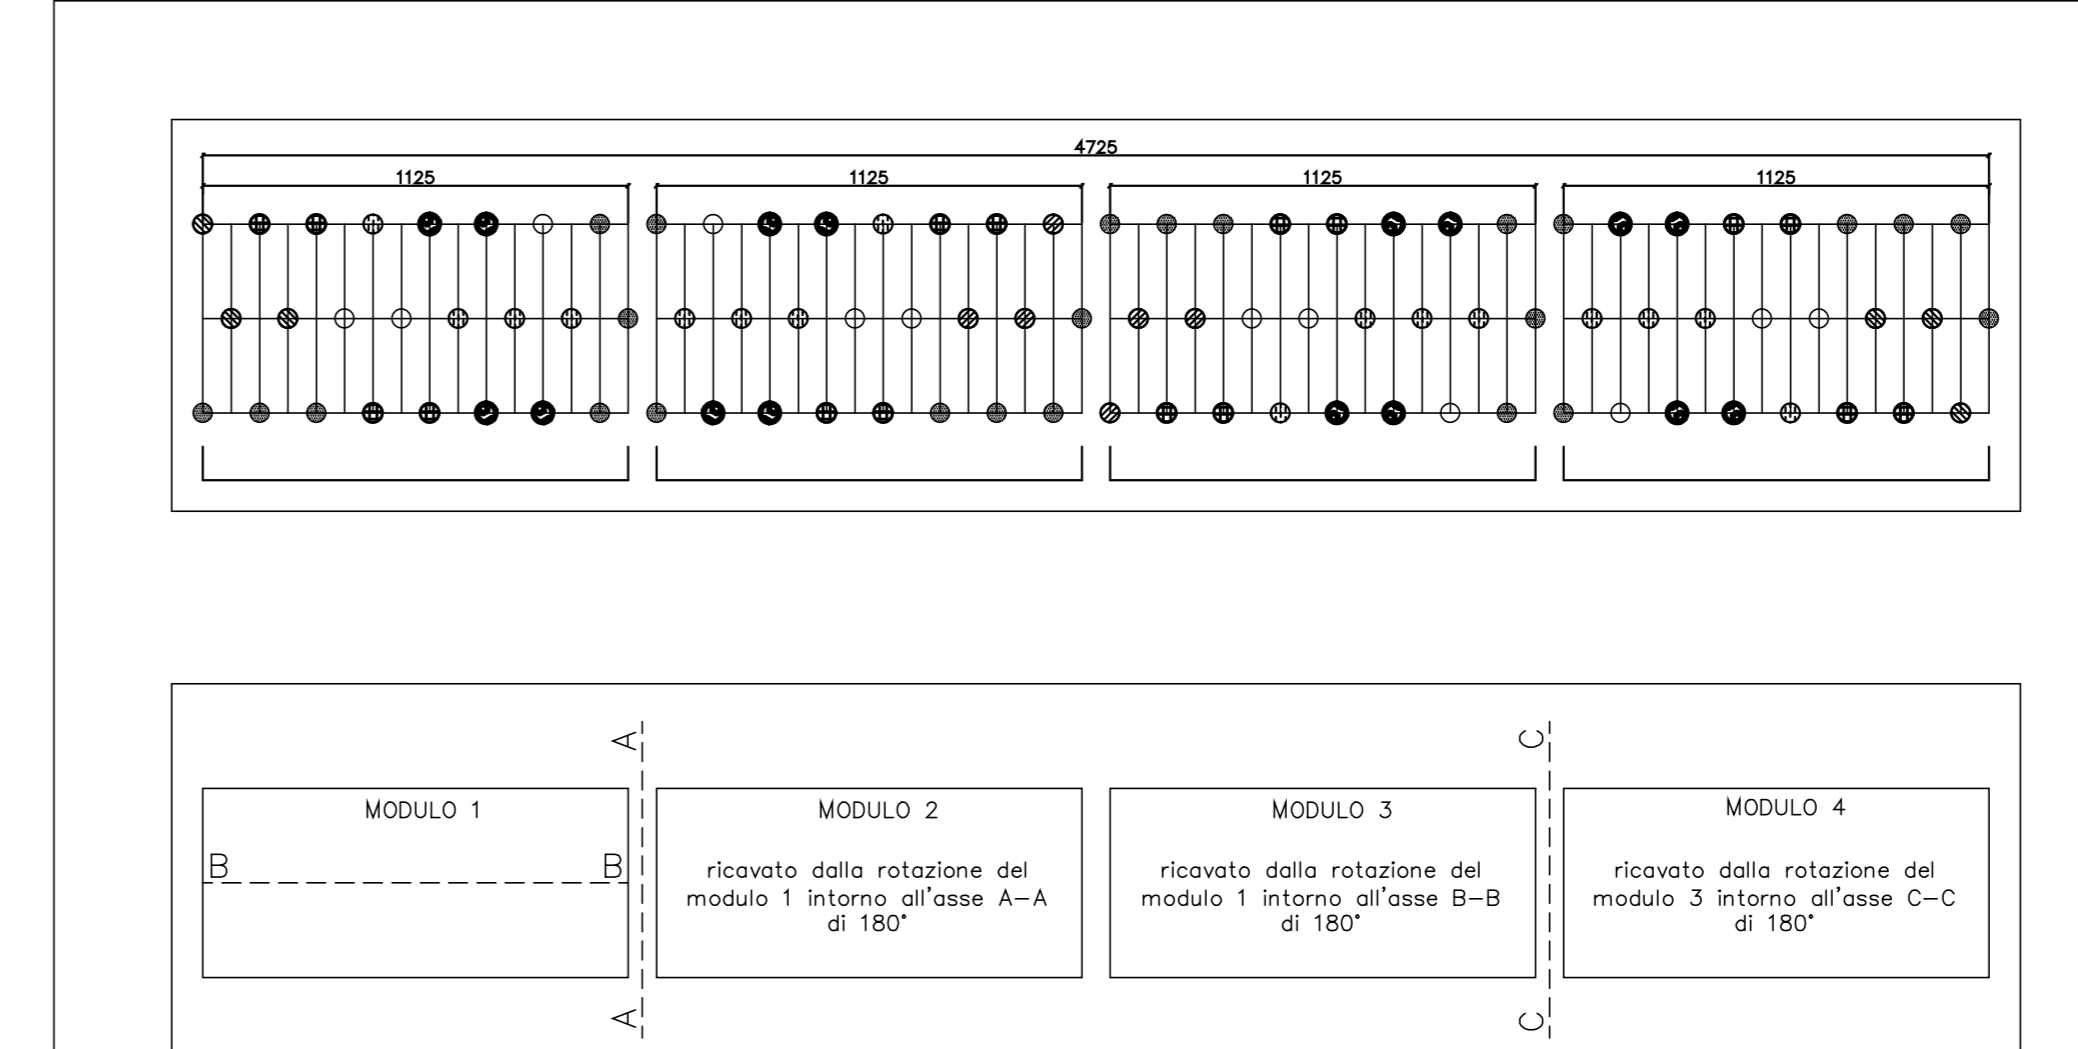 4725
1125 1125 1125 1125
A C
MODULO 1
B B
MODULO 2
ricavato dalla rotazione del
modulo 1 intorno all'asse A-A
di 180°
MODULO 3
ricavato dalla rotazione del
modulo 1 intorno all'asse B-B
di 180°
MODULO 4
ricavato dalla rotazione del
modulo 3 intorno all'asse C-C
di 180°
A C